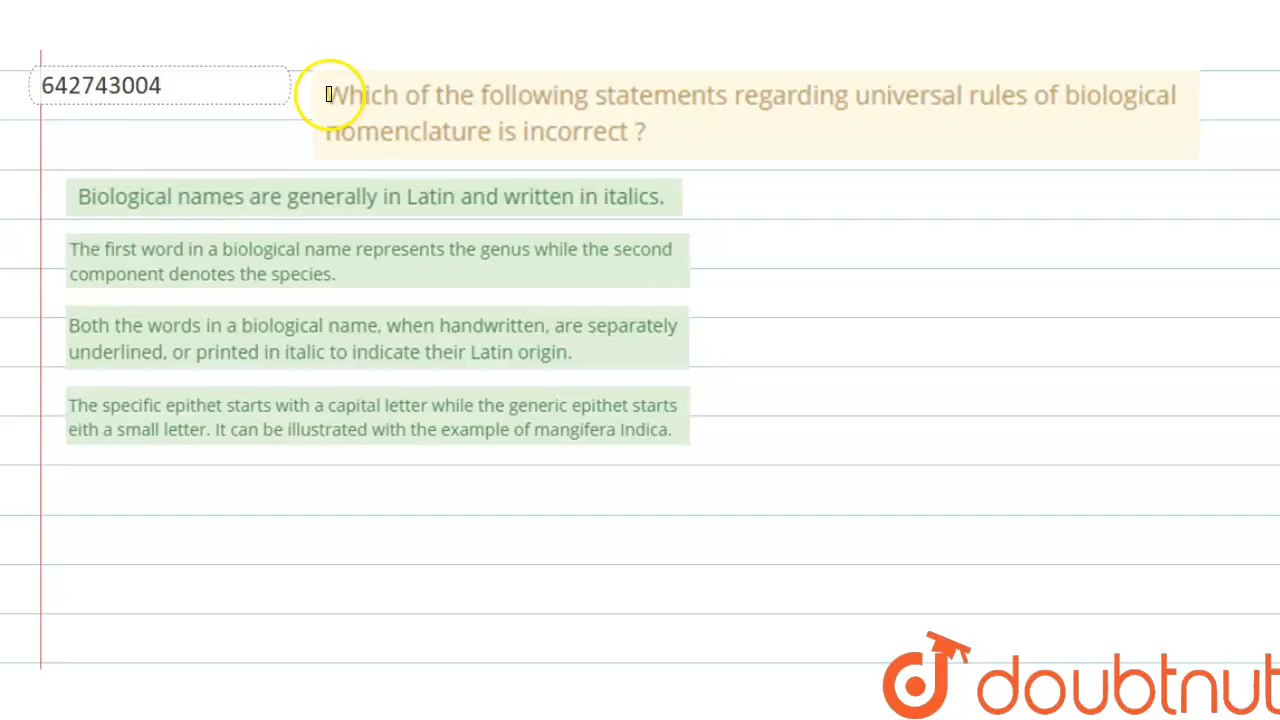 642743004
Which of the following statements regarding universal rules of biological
nomenclature is incorrect ?
Biological names are generally in Latin and written in italics.
The first word in a biological name represents the genus while the second
component denotes the species.
Both the words in a biological name, when handwritten, are separately
underlined, or printed in italic to indicate their Latin origin.
The specific epithet starts with a capital letter while the generic epithet starts
eith a small letter. It can be illustrated with the example of mangifera Indica.
doubtnut